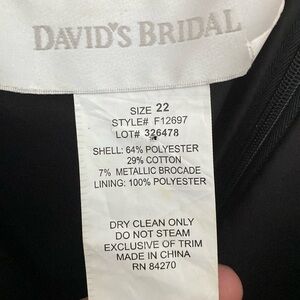 DAVID'S BRIDAL
SIZE 22
STYLE# F12697
LOT# 326478
SHELL: 64% POLYESTER
29% COTTON
7% METALLIC BROCADE
LINING: 100% POLYESTER
DRY CLEAN ONLY
DO NOT STEAM
EXCLUSIVE OF TRIM
MADE IN CHINA
RN 84270